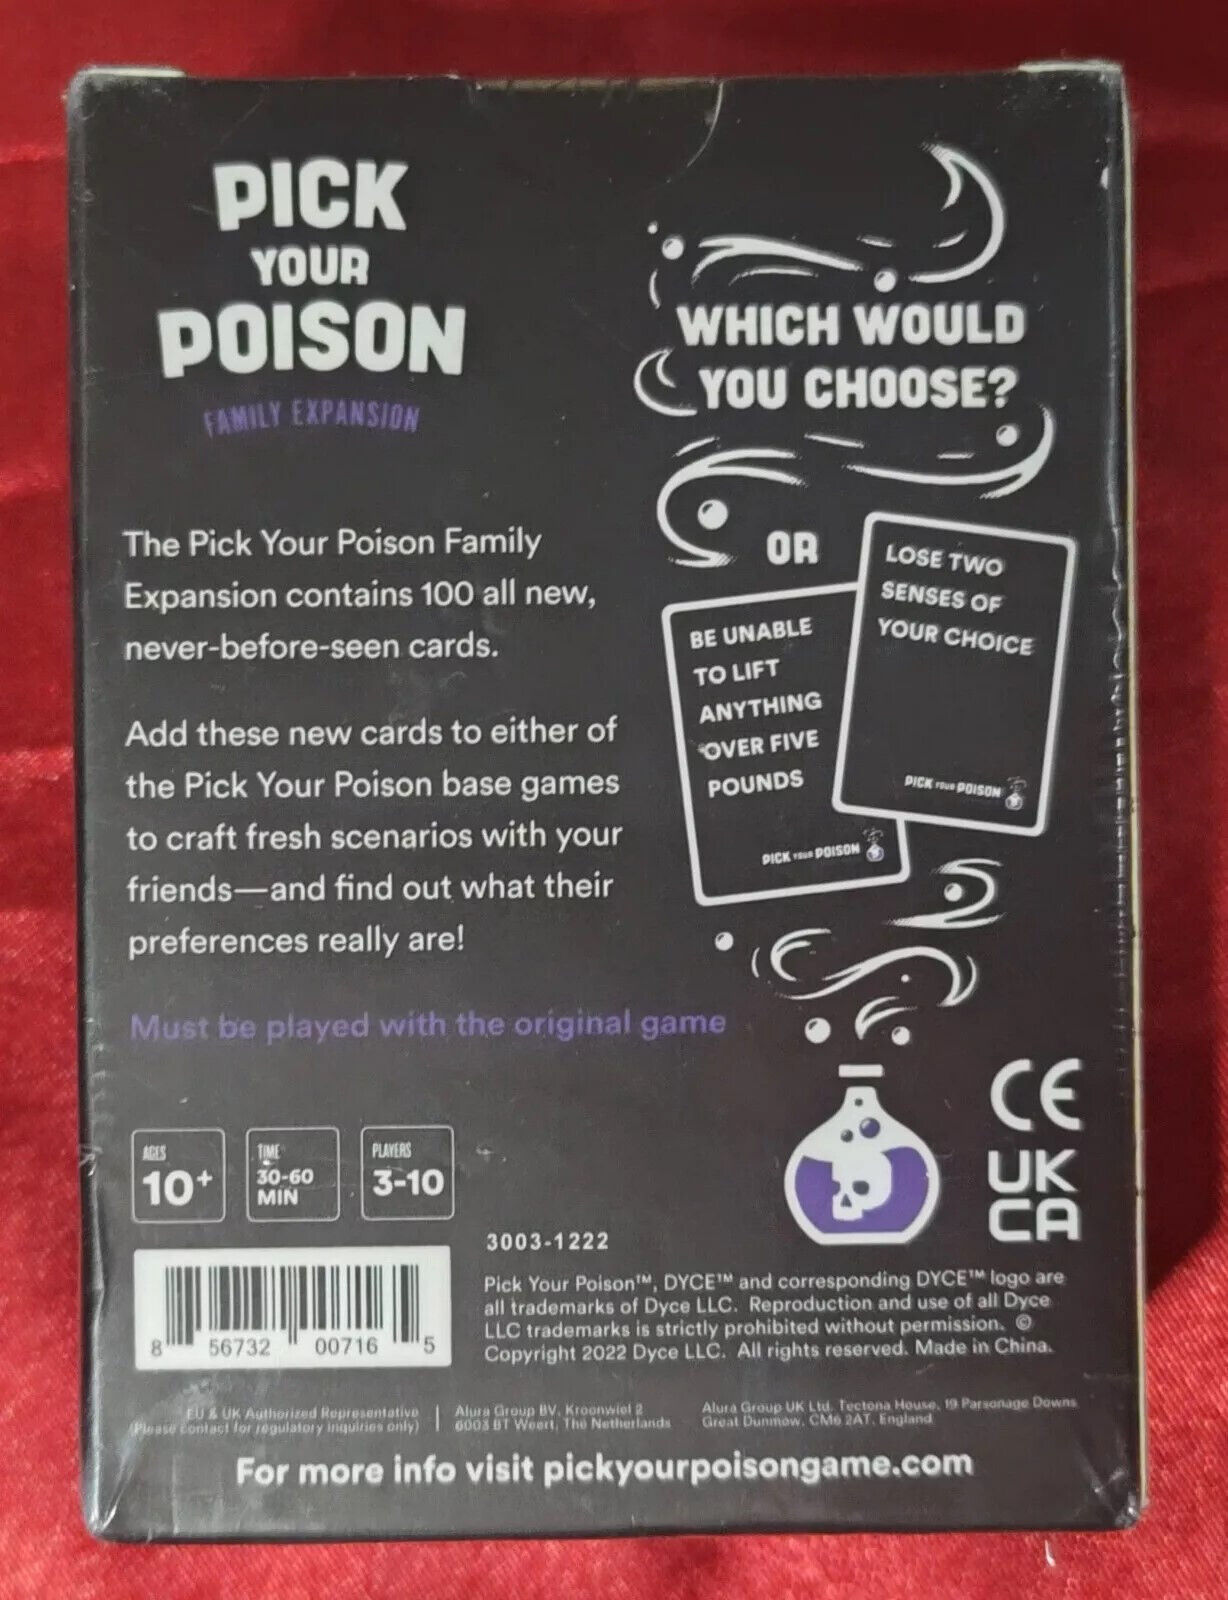 PICK
YOUR
POISON
FAMILY EXPANSION
The Pick Your Poison Family
Expansion contains 100 all new,
never-before-seen cards.
Add these new cards to either of
the Pick Your Poison base games
to craft fresh scenarios with your
friends—and find out what their
preferences really are!
Must be played with the original game
WHICH WOULD
YOU CHOOSE?
OR
BE UNABLE
TO LIFT
ANYTHING
OVER FIVE
POUNDS
PICK YOUR POISON
LOSE TWO
SENSES OF
YOUR CHOICE
PICK YOUR POISON
AGES
10+
TIME
30-60
MIN
PLAYERS
3-10
CE
UK
CA
8 56732 00716 5
3003-1222
Pick Your Poison™, DYCE™ and corresponding DYCE™ logo are
all trademarks of Dyce LLC. Reproduction and use of all Dyce
LLC trademarks is strictly prohibited without permission. ©
Copyright 2022 Dyce LLC. All rights reserved. Made in China.
EU & UK Authorized Representative
(Please contact for regulatory inquiries only)
Alura Group BV, Kroonwiel 2
6003 BT Weert, The Netherlands
Alura Group UK Ltd. Tectona House, 19 Parsonage Downs
Great Dunmow, CM6 2AT, England
For more info visit pickyourpoisongame.com